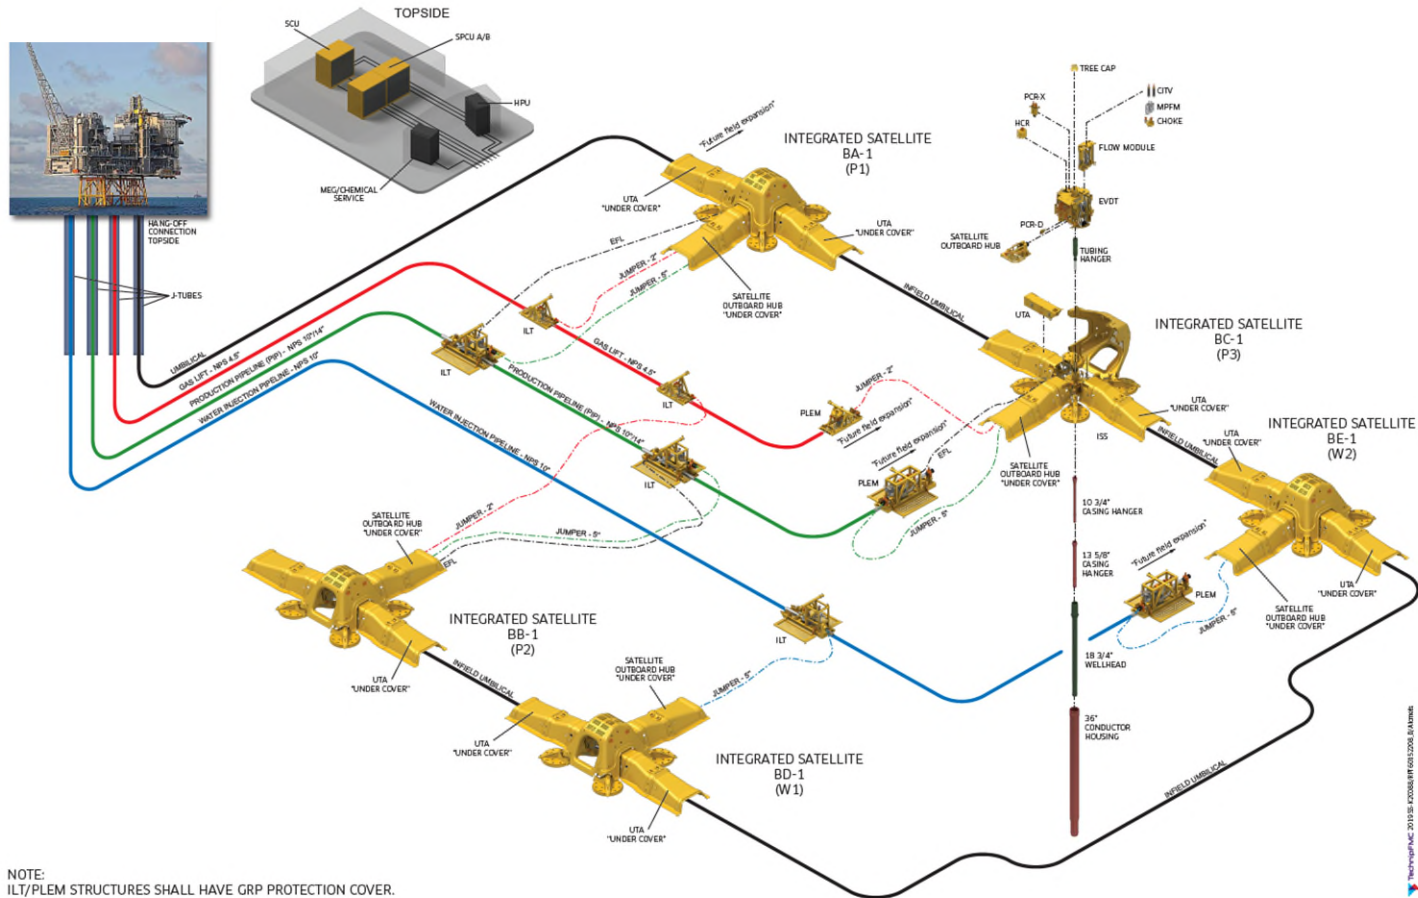 TOPSIDE
SCU
SPCU A/B
HPU
MEG/CHEMICAL
SERVICE
HANG-OFF
CONNECTION
TOPSIDE
J-TUBES
UMBILICAL
GAS LIFT - NPS 4.5"
PRODUCTION PIPELINE (PIP) - NPS 10"/14"
WATER INJECTION PIPELINE - NPS 10"
"Future field expansion"
INTEGRATED SATELLITE
BA-1
(P1)
UTA
"UNDER COVER"
UTA
"UNDER COVER"
EFL
JUMPER - 2"
JUMPER - 5"
SATELLITE
OUTBOARD HUB
"UNDER COVER"
INFIELD UMBILICAL
ILT
ILT
GAS LIFT - NPS 4.5"
PRODUCTION PIPELINE (PIP) - NPS 10"/14"
WATER INJECTION PIPELINE - NPS 10"
ILT
ILT
TREE CAP
PCR-X
HCR
CITV
MPFM
CHOKE
FLOW MODULE
EVDT
PCR-D
SATELLITE
OUTBOARD HUB
TUBING
HANGER
UTA
INTEGRATED SATELLITE
BC-1
(P3)
UTA
"UNDER COVER"
ISS
JUMPER - 2"
PLEM
"Future field expansion"
"Future field expansion"
EFL
PLEM
JUMPER - 5"
SATELLITE
OUTBOARD HUB
"UNDER COVER"
INFIELD UMBILICAL
INTEGRATED SATELLITE
BE-1
(W2)
UTA
"UNDER COVER"
UTA
"UNDER COVER"
SATELLITE
OUTBOARD HUB
"UNDER COVER"
10 3/4"
CASING HANGER
13 5/8"
CASING
HANGER
18 3/4"
WELLHEAD
36"
CONDUCTOR
HOUSING
"Future field expansion"
PLEM
JUMPER - 5"
SATELLITE
OUTBOARD HUB
"UNDER COVER"
JUMPER - 2"
JUMPER - 5"
EFL
INTEGRATED SATELLITE
BB-1
(P2)
UTA
"UNDER COVER"
INFIELD UMBILICAL
ILT
JUMPER - 5"
SATELLITE
OUTBOARD HUB
"UNDER COVER"
UTA
"UNDER COVER"
INTEGRATED SATELLITE
BD-1
(W1)
UTA
"UNDER COVER"
INFIELD UMBILICAL
TechnipFMC
NOTE:
ILT/PLEM STRUCTURES SHALL HAVE GRP PROTECTION COVER.